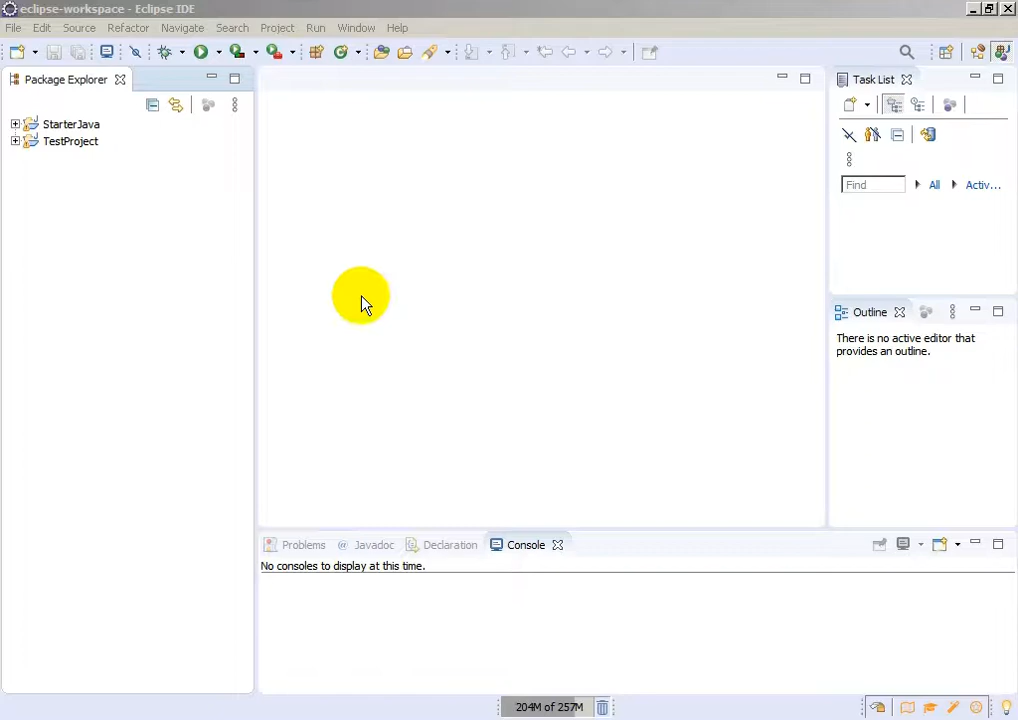 eclipse-workspace - Eclipse IDE
File Edit Source Refactor Navigate Search Project Run Window Help
Package Explorer
StarterJava
TestProject
Task List
Find All Activ...
Outline
There is no active editor that
provides an outline.
Problems @ Javadoc Declaration Console
No consoles to display at this time.
204M of 257M